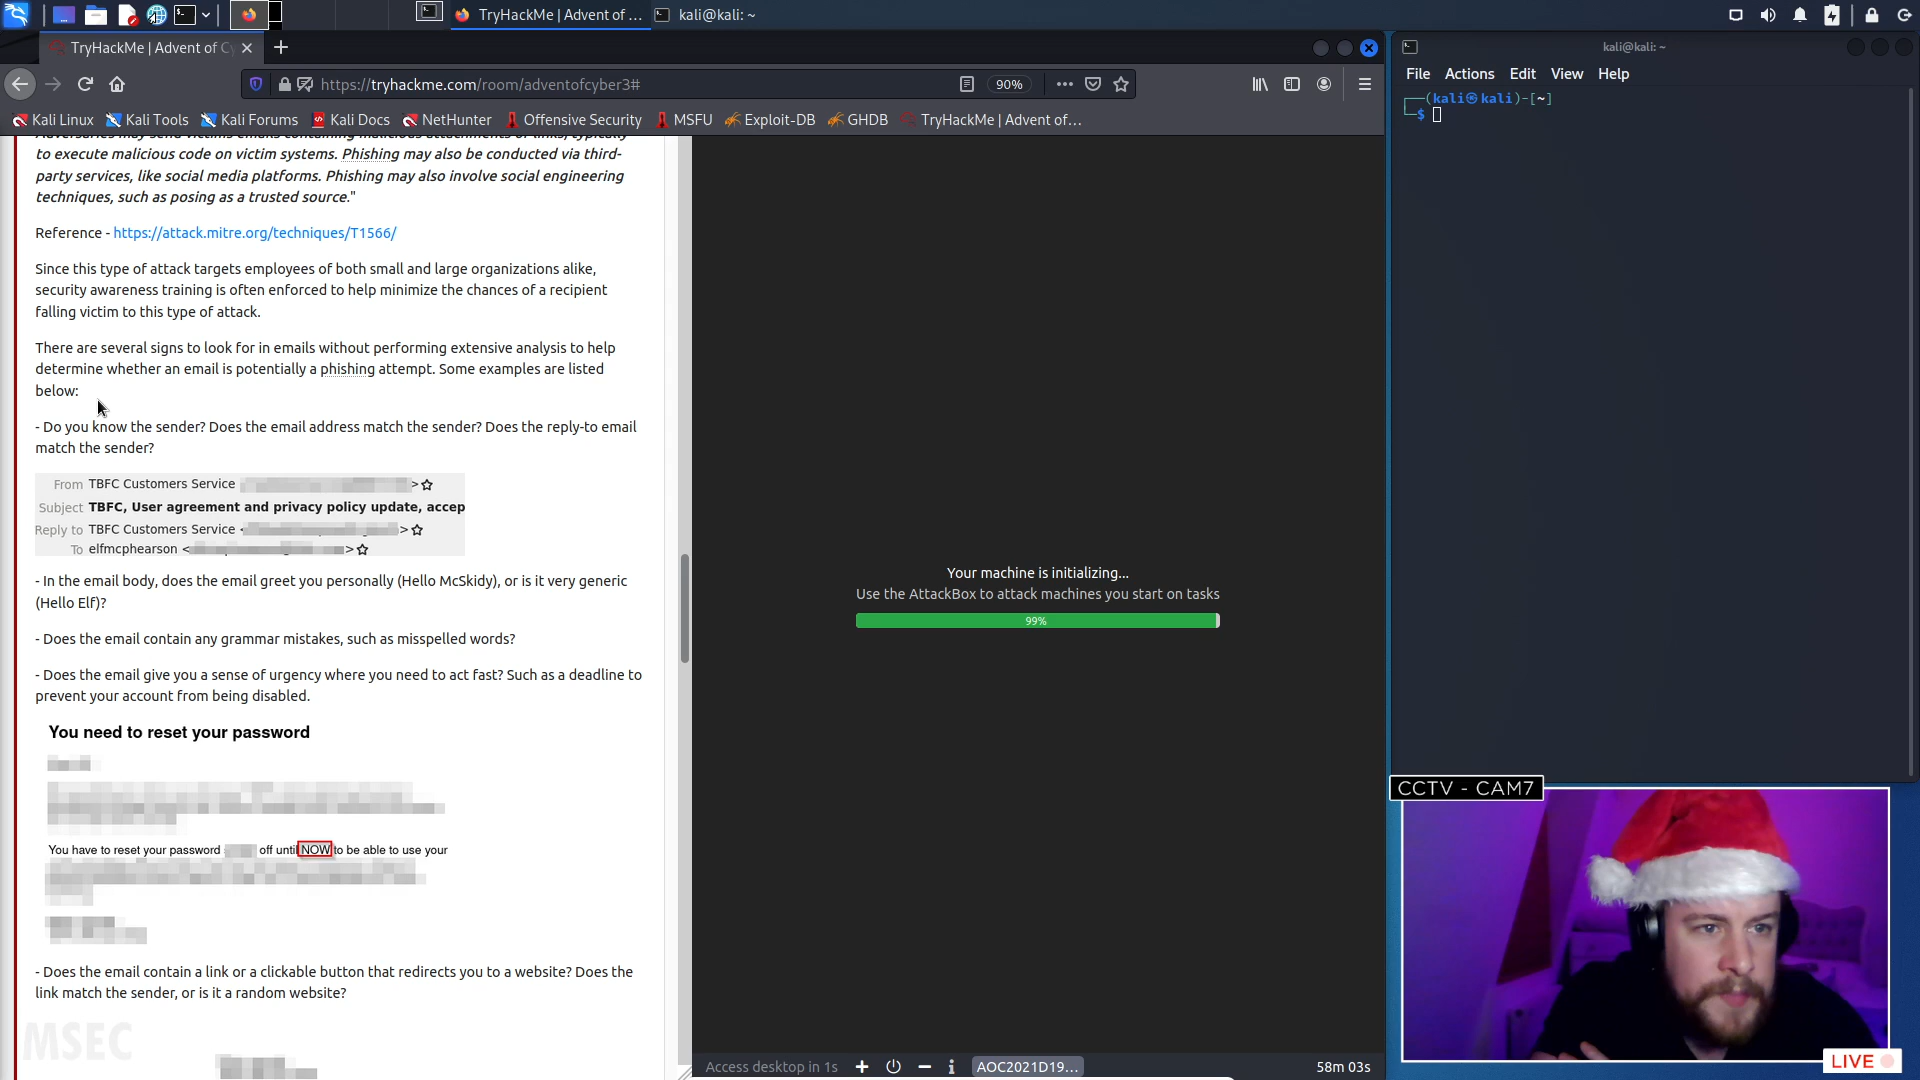 TryHackMe | Advent of ...
kali@kali: ~
TryHackMe | Advent of Cy
https://tryhackme.com/room/adventofcyber3#
90%
Kali Linux
Kali Tools
Kali Forums
Kali Docs
NetHunter
Offensive Security
MSFU
Exploit-DB
GHDB
TryHackMe | Advent of...
Adversaries may send victims emails containing malicious attachments or links, typically
to execute malicious code on victim systems. Phishing may also be conducted via third-
party services, like social media platforms. Phishing may also involve social engineering
techniques, such as posing as a trusted source."
Reference - https://attack.mitre.org/techniques/T1566/
Since this type of attack targets employees of both small and large organizations alike,
security awareness training is often enforced to help minimize the chances of a recipient
falling victim to this type of attack.
There are several signs to look for in emails without performing extensive analysis to help
determine whether an email is potentially a phishing attempt. Some examples are listed
below:
- Do you know the sender? Does the email address match the sender? Does the reply-to email
match the sender?
From TBFC Customers Service >
Subject TBFC, User agreement and privacy policy update, accep
Reply to TBFC Customers Service < >
To elfmcphearson < >
- In the email body, does the email greet you personally (Hello McSkidy), or is it very generic
(Hello Elf)?
- Does the email contain any grammar mistakes, such as misspelled words?
- Does the email give you a sense of urgency where you need to act fast? Such as a deadline to
prevent your account from being disabled.
You need to reset your password
You have to reset your password off until NOW to be able to use your
- Does the email contain a link or a clickable button that redirects you to a website? Does the
link match the sender, or is it a random website?
MSEC
Your machine is initializing...
Use the AttackBox to attack machines you start on tasks
99%
Access desktop in 1s
AOC2021D19...
58m 03s
kali@kali: ~
File Actions Edit View Help
(kali㉿kali)-[~]
$
CCTV - CAM7
LIVE